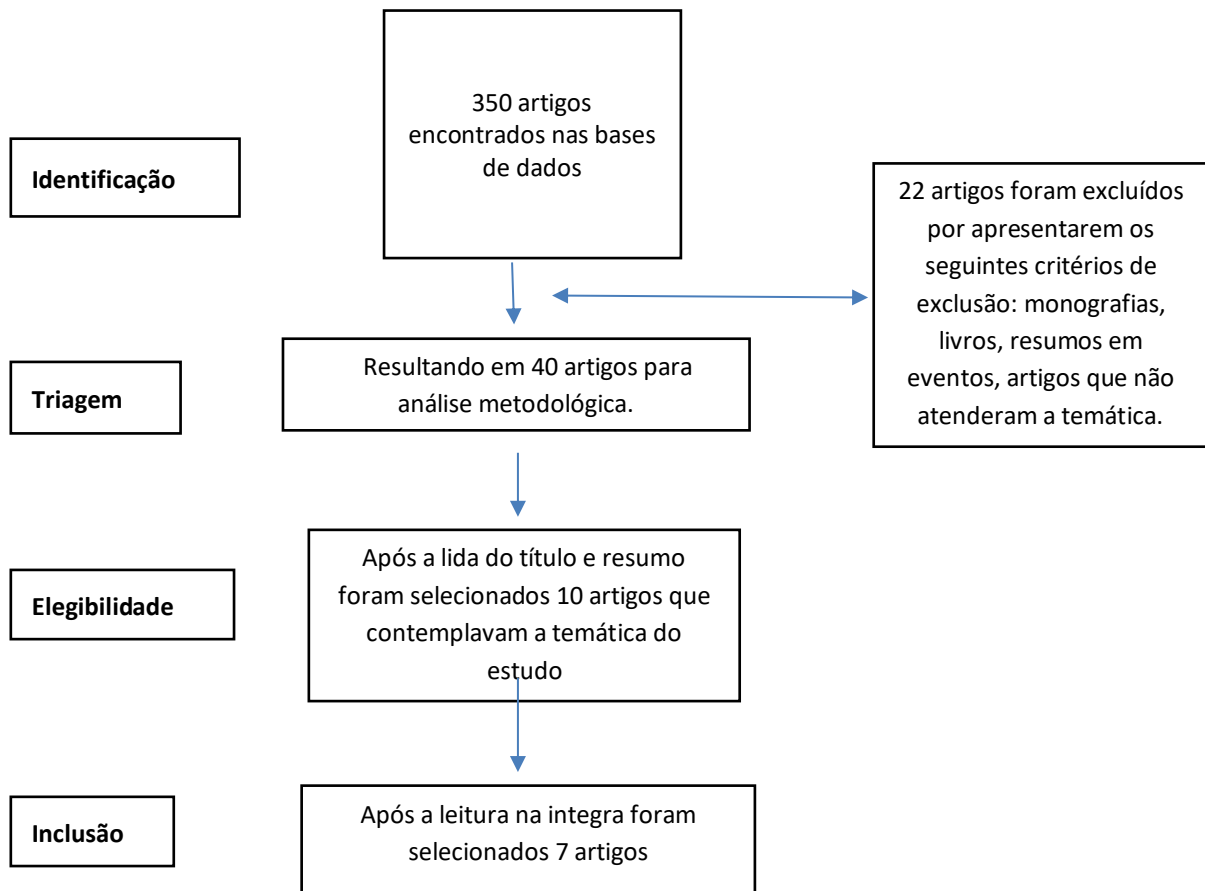 350 artigos
encontrados nas bases
de dados
Identificação
22 artigos foram excluídos
por apresentarem os
seguintes critérios de
exclusão: monografias,
livros, resumos em
eventos, artigos que não
atenderam a temática.
Triagem
Resultando em 40 artigos para
análise metodológica.
Elegibilidade
Após a lida do título e resumo
foram selecionados 10 artigos que
contemplavam a temática do
estudo
Inclusão
Após a leitura na integra foram
selecionados 7 artigos